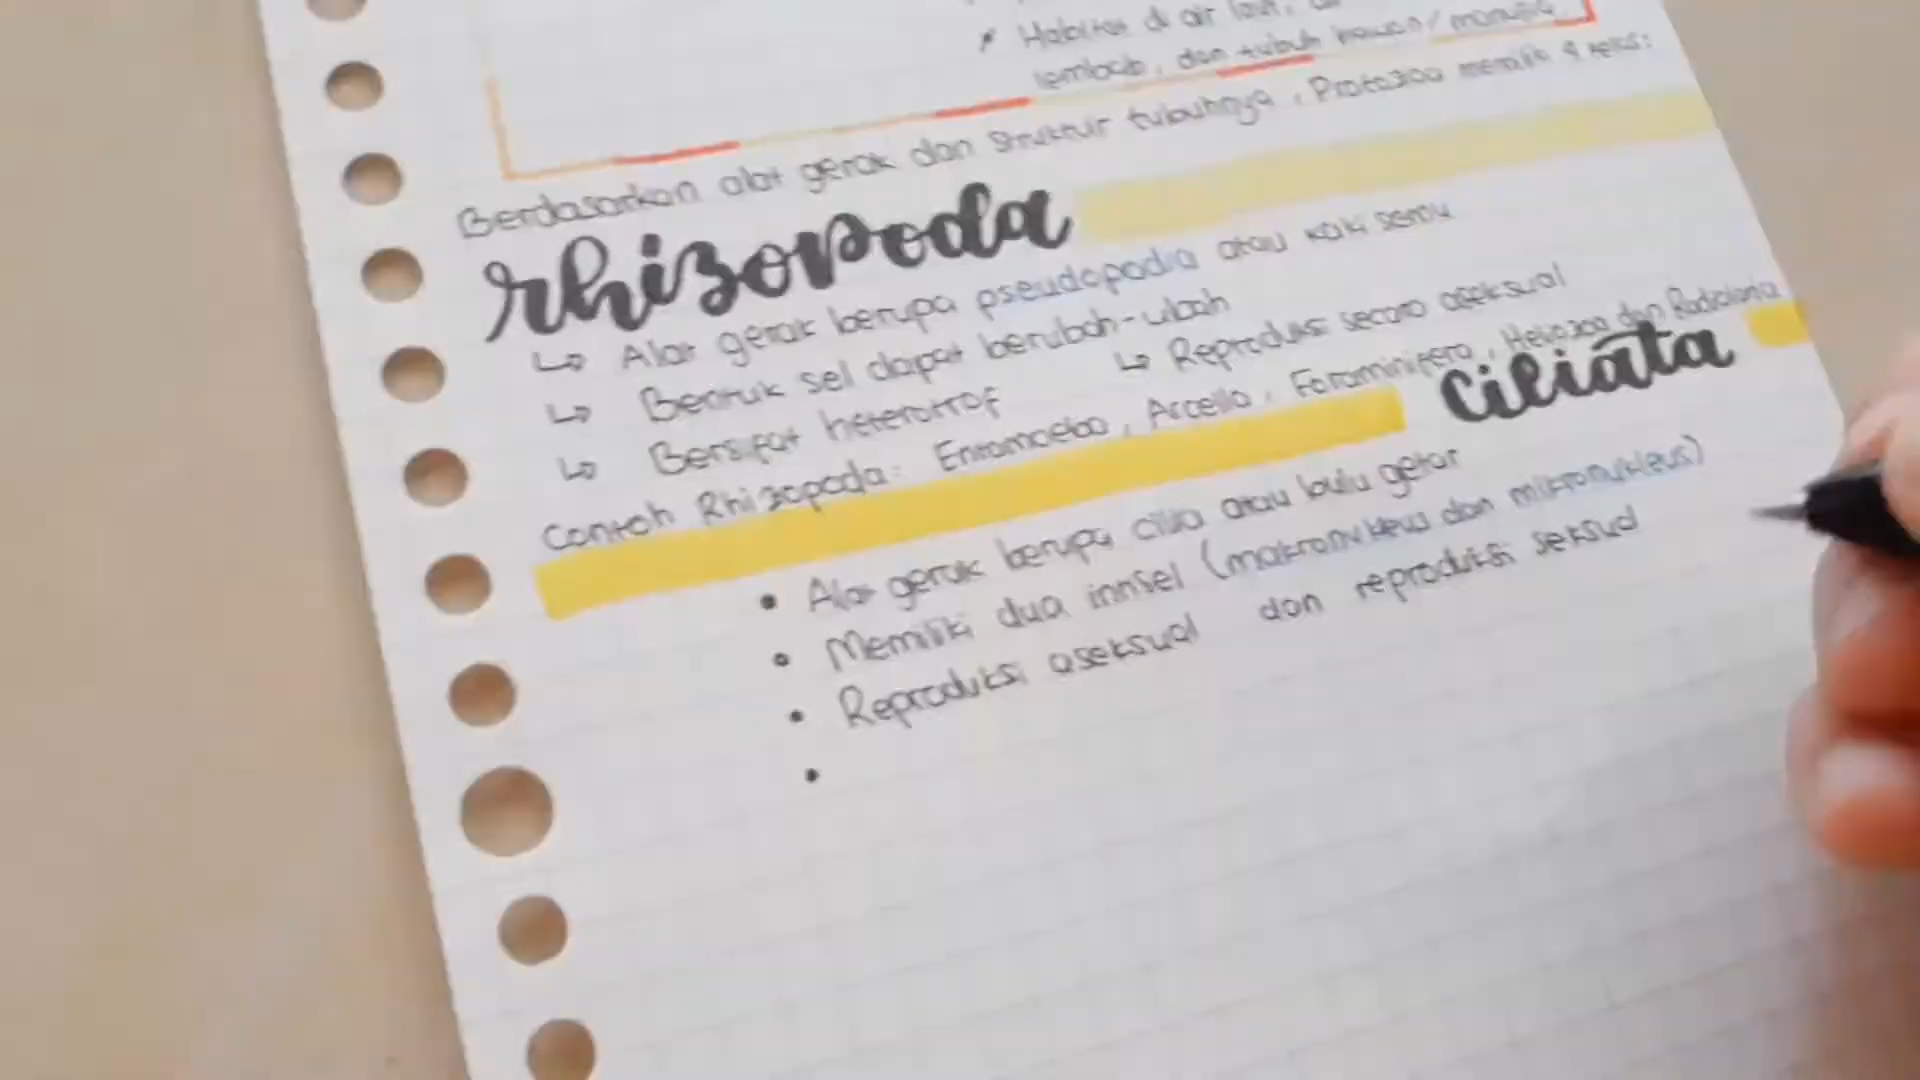 * Habitat di air laut,
lembab, dan tubuh hewan/manusia
Berdasarkan alat gerak dan struktur tubuhnya, Protozoa memiliki 4 kelas:
rhizopoda
↳ Alat gerak berupa pseudopodia atau kaki semu
↳ Bentuk sel dapat berubah-ubah
↳ Reproduksi secara aseksual
↳ Bersifat heterotrof
Contoh Rhizopoda: Entamoeba, Arcella, Foraminifera, Heliozoa dan Radiolaria
Ciliata
• Alat gerak berupa cilia atau bulu getar
• Memiliki dua innsel (makronukleus dan mikronukleus)
• Reproduksi aseksual dan reproduksi seksual
•